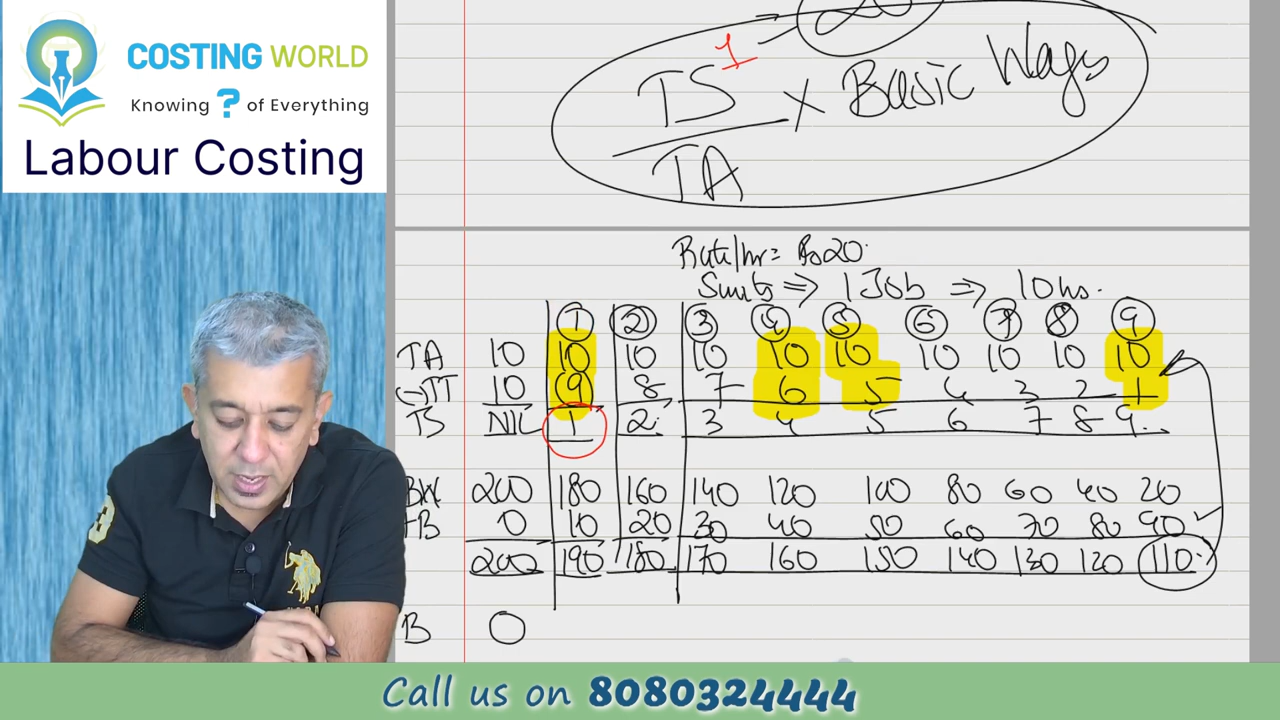 COSTING WORLD
Knowing ? of Everything
Labour Costing
TS 1
TA
× Basic Wages
Rate/hr = Rs 20.
Smits ⇒ 1 Job ⇒ 10 hrs.
① ② ③ ④ ⑤ ⑥ ⑦ ⑧ ⑨
TA 10 10 10 10 10 10 10 10 10 10
TT 10 9 8 7 6 5 4 3 2 1
TS NIL 1 2 3 4 5 6 7 8 9
BW 200 180 160 140 120 100 80 60 40 20
+B 0 10 20 30 40 50 60 70 80 90
200 190 180 170 160 150 140 130 120 110
B 0
3
Call us on 8080324444